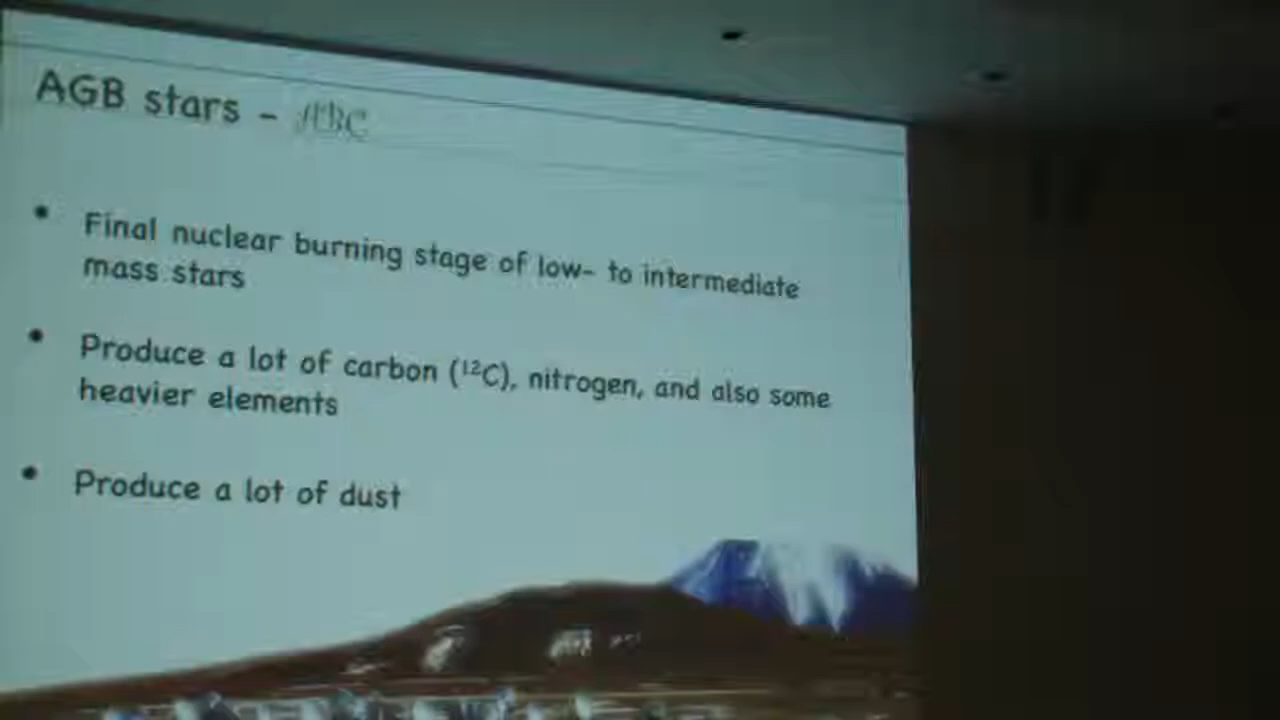 AGB stars - ABC
• Final nuclear burning stage of low- to intermediate
mass stars
• Produce a lot of carbon (¹²C), nitrogen, and also some
heavier elements
• Produce a lot of dust